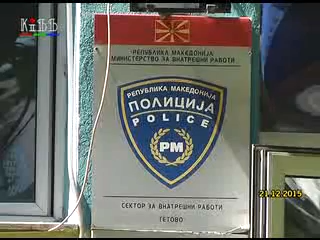 КISS
РЕПУБЛИКА МАКЕДОНИЈА
МИНИСТЕРСТВО ЗА ВНАТРЕШНИ РАБОТИ
РЕПУБЛИКА МАКЕДОНИЈА
ПОЛИЦИЈА
POLICE
РМ
СЕКТОР ЗА ВНАТРЕШНИ РАБОТИ
ТЕТОВО
21.12.2015